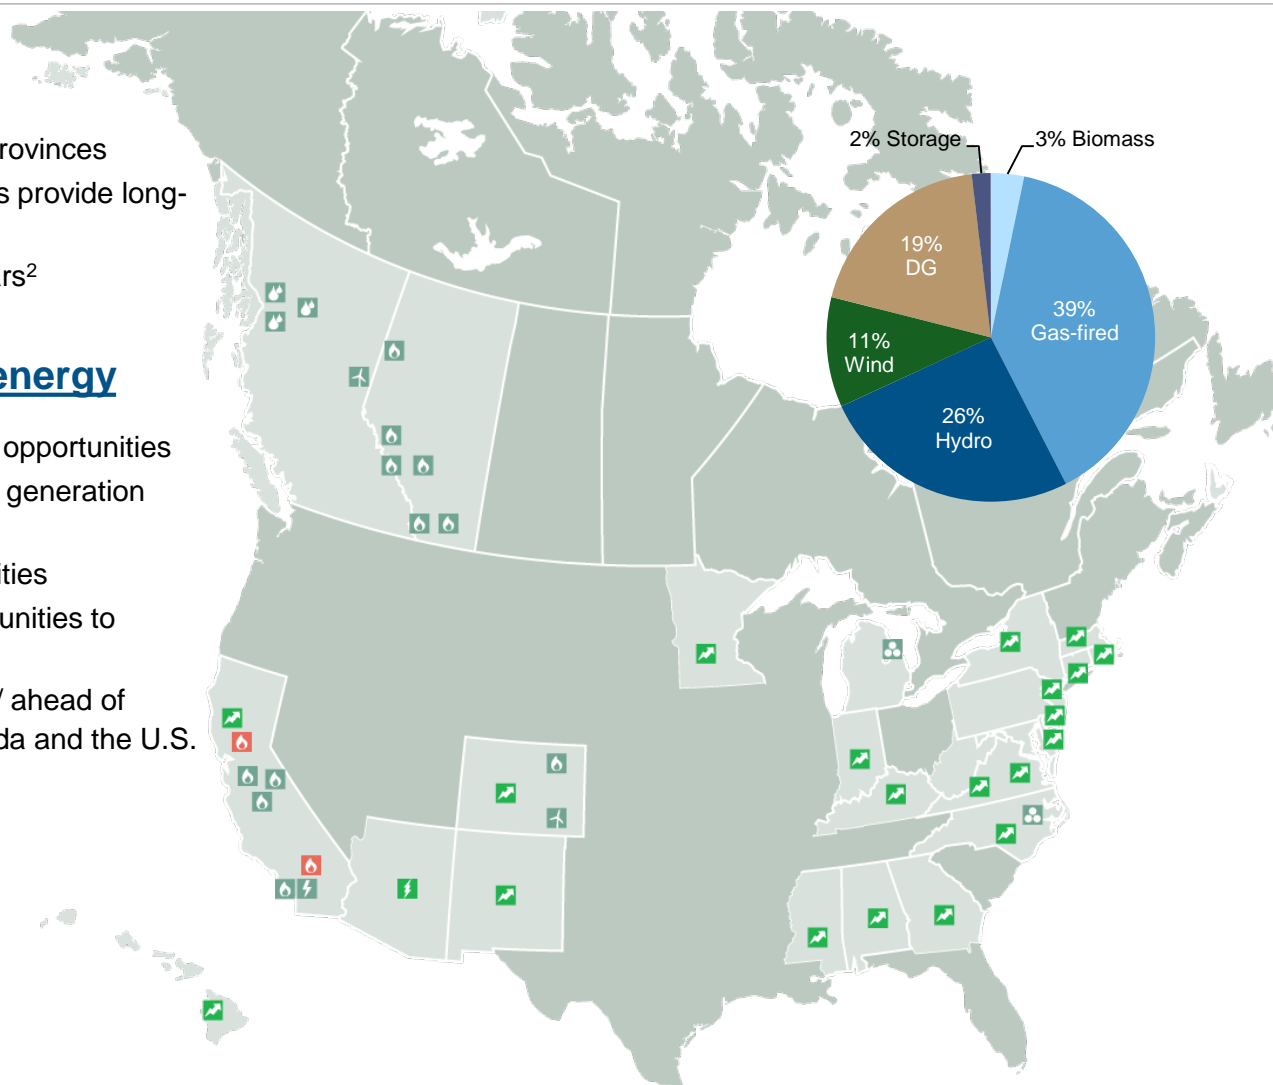 rovinces
s provide long-
ars²
energy
opportunities
generation
ities
unities to
/ ahead of
da and the U.S.
2% Storage
3% Biomass
19%
DG
39%
Gas-fired
11%
Wind
26%
Hydro